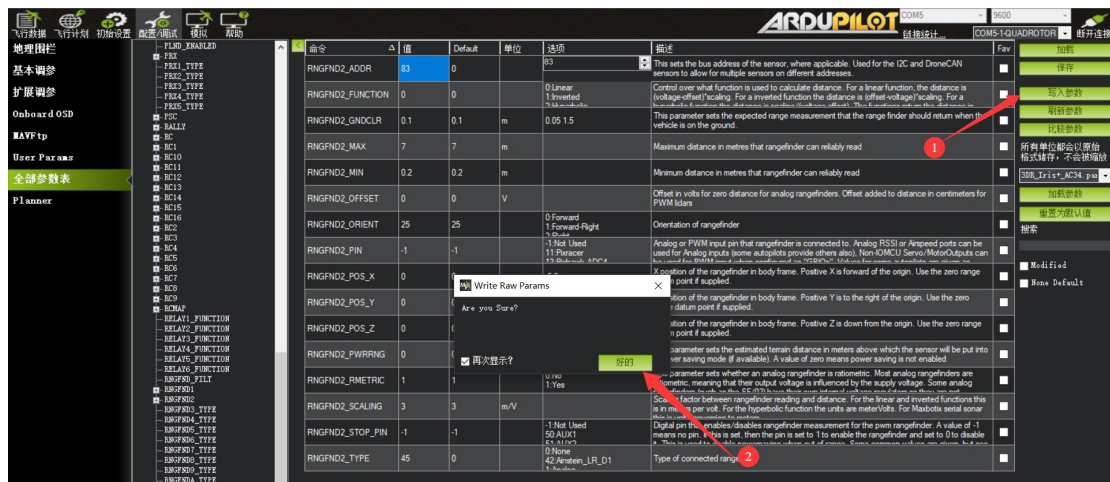 飞行数据 飞行计划 初始设置 配置/调试 模拟 帮助
ARDUPILOT
COM5 9600
链接统计... COM5-1-QUADROTOR 断开连接
地理围栏
基本调参
扩展调参
Onboard OSD
MAVFtp
User Params
全部参数表
Planner
PLND_ENABLED
PRX
PRX1_TYPE
PRX2_TYPE
PRX3_TYPE
PRX4_TYPE
PRX5_TYPE
PSC
RALLY
RC
RC1
RC10
RC11
RC12
RC13
RC14
RC15
RC16
RC2
RC3
RC4
RC5
RC6
RC7
RC8
RC9
RCMAP
RELAY1_FUNCTION
RELAY2_FUNCTION
RELAY3_FUNCTION
RELAY4_FUNCTION
RELAY5_FUNCTION
RELAY6_FUNCTION
RNGFND_FILT
RNGFND1
RNGFND2
RNGFND3_TYPE
RNGFND4_TYPE
RNGFND5_TYPE
RNGFND6_TYPE
RNGFND7_TYPE
RNGFND8_TYPE
RNGFND9_TYPE
RNGFNDA_TYPE
命令 值 Default 单位 选项 描述 Fav
RNGFND2_ADDR 83 0 83 This sets the bus address of the sensor, where applicable. Used for the I2C and DroneCAN
sensors to allow for multiple sensors on different addresses.
RNGFND2_FUNCTION 0 0 0:Linear
1:Inverted
Control over what function is used to calculate distance. For a linear function, the distance is
(voltage-offset)*scaling. For a inverted function the distance is (offset-voltage)*scaling. For a
RNGFND2_GNDCLR 0.1 0.1 m 0.05 1.5 This parameter sets the expected range measurement that the range finder should return when the
vehicle is on the ground.
RNGFND2_MAX 7 7 m Maximum distance in metres that rangefinder can reliably read
RNGFND2_MIN 0.2 0.2 m Minimum distance in metres that rangefinder can reliably read
RNGFND2_OFFSET 0 0 V Offset in volts for zero distance for analog rangefinders. Offset added to distance in centimeters for
PWM lidars
RNGFND2_ORIENT 25 25 0:Forward
1:Forward-Right
Orientation of rangefinder
RNGFND2_PIN -1 -1 -1:Not Used
11:Pixracer
Analog or PWM input pin that rangefinder is connected to. Analog RSSI or Airspeed ports can be
used for Analog inputs (some autopilots provide others also), Non-IOMCU Servo/MotorOutputs can
RNGFND2_POS_X 0 X position of the rangefinder in body frame. Positive X is forward of the origin. Use the zero range
point if supplied.
RNGFND2_POS_Y 0 of the rangefinder in body frame. Positive Y is to the right of the origin. Use the zero
datum point if supplied.
RNGFND2_POS_Z 0 of the rangefinder in body frame. Positive Z is down from the origin. Use the zero range
point if supplied.
RNGFND2_PWRRNG 0 parameter sets the estimated terrain distance in meters above which the sensor will be put into
saving mode (if available). A value of zero means power saving is not enabled
RNGFND2_RMETRIC 1 1 0:No
1:Yes
parameter sets whether an analog rangefinder is ratiometric. Most analog rangefinders are
meaning that their output voltage is influenced by the supply voltage. Some analog
RNGFND2_SCALING 3 3 m/V factor between rangefinder reading and distance. For the linear and inverted functions this
is in meters per volt. For the hyperbolic function the units are meterVolts. For Maxbotix serial sonar
RNGFND2_STOP_PIN -1 -1 -1:Not Used
50:AUX1
Digital pin that enables/disables rangefinder measurement for the pwm rangefinder. A value of -1
means no pin. If this is set, then the pin is set to 1 to enable the rangefinder and set to 0 to disable
RNGFND2_TYPE 45 0 0:None
42:Ainstein_LR_D1
Type of connected
Write Raw Params
Are you Sure?
再次显示?
好的
1
2
加载
保存
写入参数
刷新参数
比较参数
所有单位都会以原始
格式储存，不会被缩放
3DR_Iris+_AC34.par
加载参数
重置为默认值
搜索
Modified
None Default